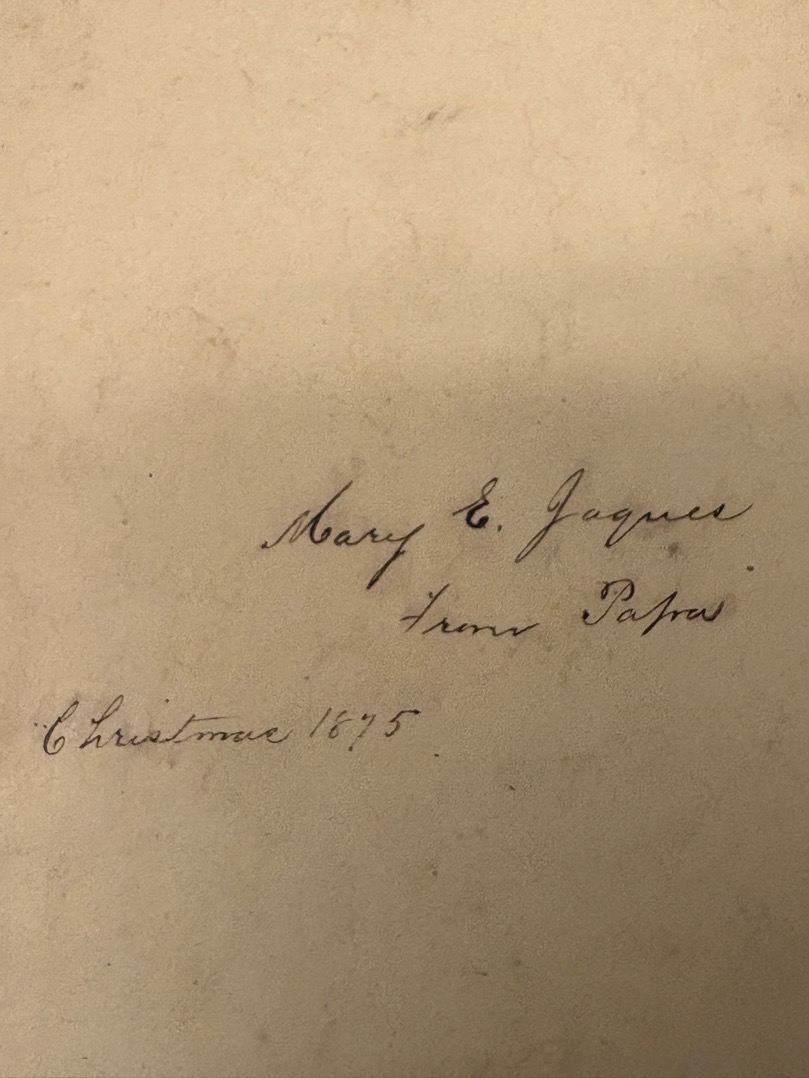 Mary E. Jaques
From Papa
Christmas 1875